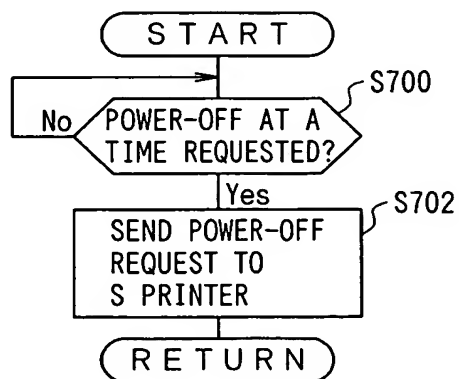 START
S700
No
POWER-OFF AT A
TIME REQUESTED?
Yes
S702
SEND POWER-OFF
REQUEST TO
S PRINTER
RETURN